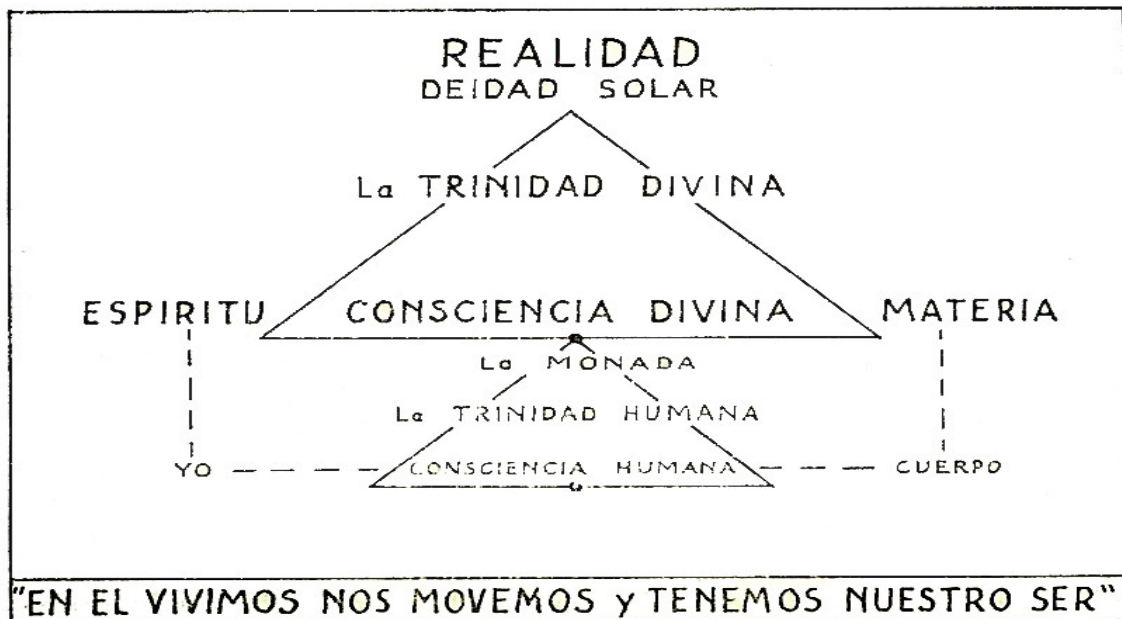 REALIDAD
DEIDAD SOLAR
La TRINIDAD DIVINA
ESPIRITU CONSCIENCIA DIVINA MATERIA
La MONADA
La TRINIDAD HUMANA
YO CONSCIENCIA HUMANA CUERPO
"EN EL VIVIMOS NOS MOVEMOS y TENEMOS NUESTRO SER"